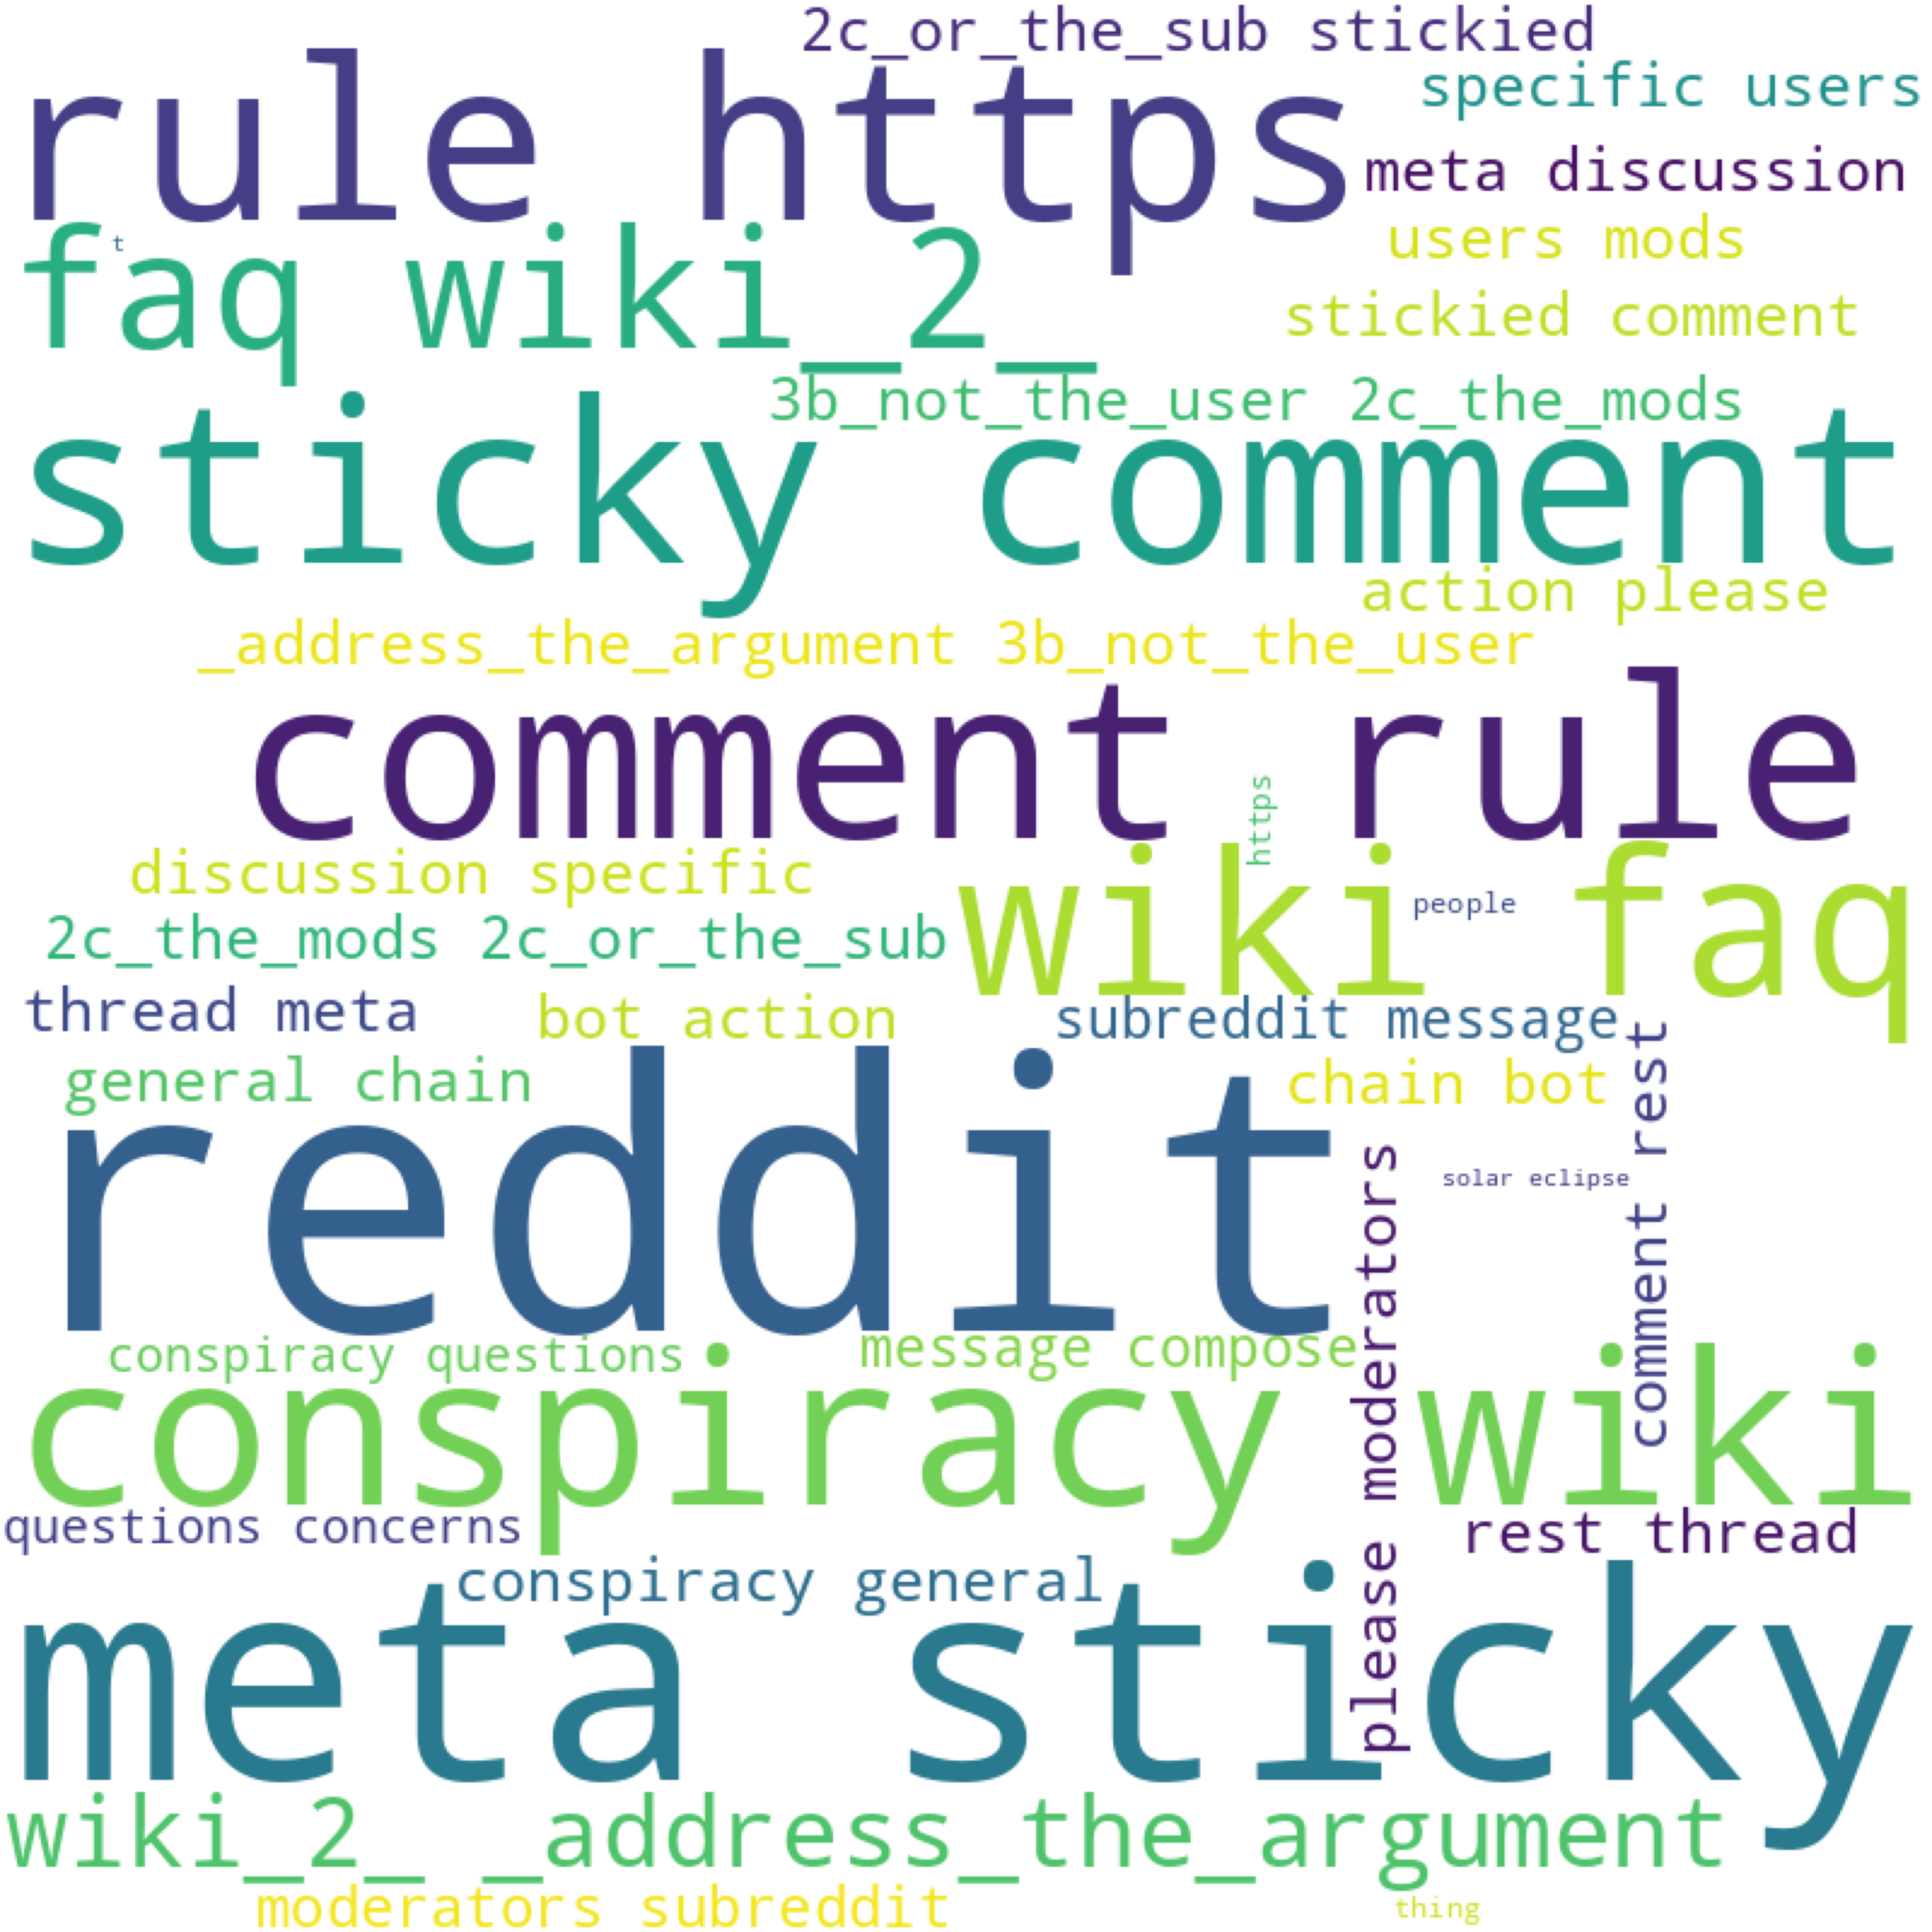 2c_or_the_sub stickied
rule https
specific users
meta discussion
faq wiki_2_
t
users mods
stickied comment
3b_not_the_user 2c_the_mods
sticky comment
action please
_address_the_argument 3b_not_the_user
comment rule
https
discussion specific
wiki faq
people
2c_the_mods 2c_or_the_sub
thread meta
bot action
subreddit message
comment rest
general chain
chain bot
reddit
please moderators
solar eclipse
conspiracy questions
message compose
conspiracy wiki
questions concerns
rest thread
conspiracy general
meta sticky
wiki_2_ _address_the_argument
moderators subreddit
thing